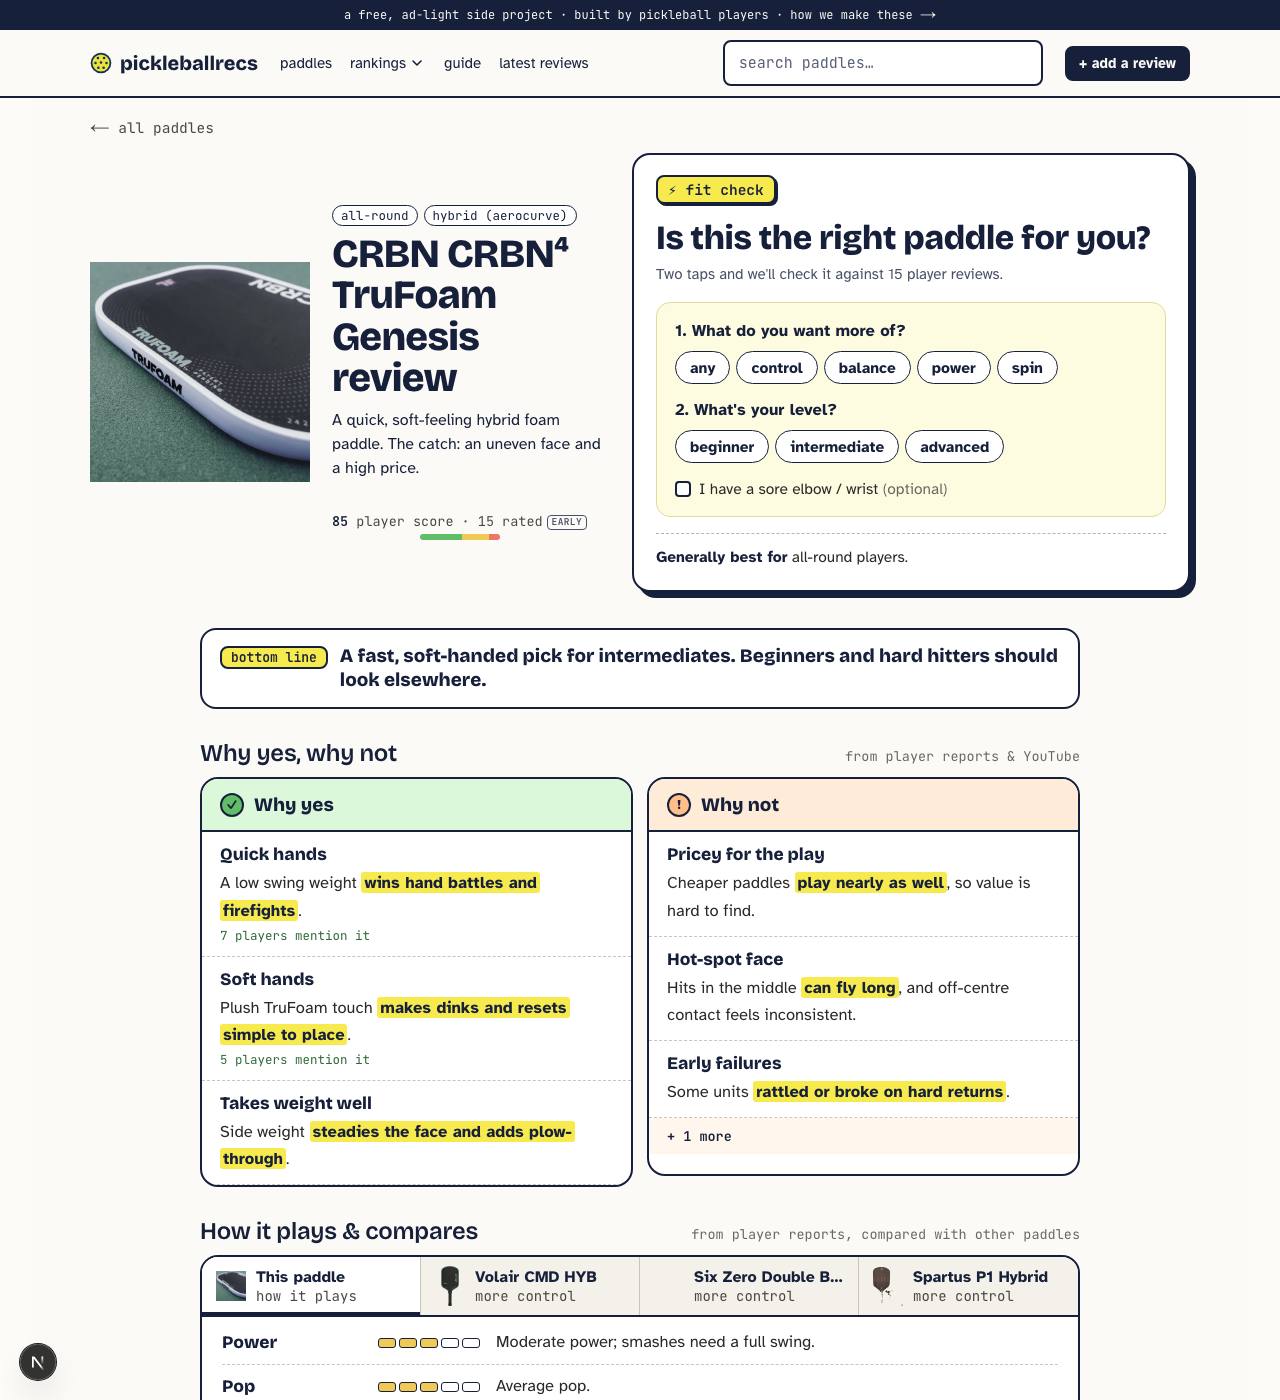 a free, ad-light side project · built by pickleball players · how we make these ⟶
pickleballrecs
paddles
rankings
guide
latest reviews
search paddles…
+ add a review
⟵ all paddles
all-round
hybrid (aerocurve)
CRBN CRBN⁴
TruFoam
Genesis
review
A quick, soft-feeling hybrid foam
paddle. The catch: an uneven face and
a high price.
85 player score · 15 rated EARLY
CRBN
TRUFOAM
TRUFOAM
⚡ fit check
Is this the right paddle for you?
Two taps and we'll check it against 15 player reviews.
1. What do you want more of?
any
control
balance
power
spin
2. What's your level?
beginner
intermediate
advanced
I have a sore elbow / wrist (optional)
Generally best for all-round players.
bottom line
A fast, soft-handed pick for intermediates. Beginners and hard hitters should
look elsewhere.
Why yes, why not
from player reports & YouTube
Why yes
Quick hands
A low swing weight wins hand battles and
firefights.
7 players mention it
Soft hands
Plush TruFoam touch makes dinks and resets
simple to place.
5 players mention it
Takes weight well
Side weight steadies the face and adds plow-
through.
Why not
Pricey for the play
Cheaper paddles play nearly as well, so value is
hard to find.
Hot-spot face
Hits in the middle can fly long, and off-centre
contact feels inconsistent.
Early failures
Some units rattled or broke on hard returns.
+ 1 more
How it plays & compares
from player reports, compared with other paddles
This paddle
how it plays
Volair CMD HYB
more control
Six Zero Double B…
more control
Spartus P1 Hybrid
more control
Power
Moderate power; smashes need a full swing.
Pop
Average pop.
N